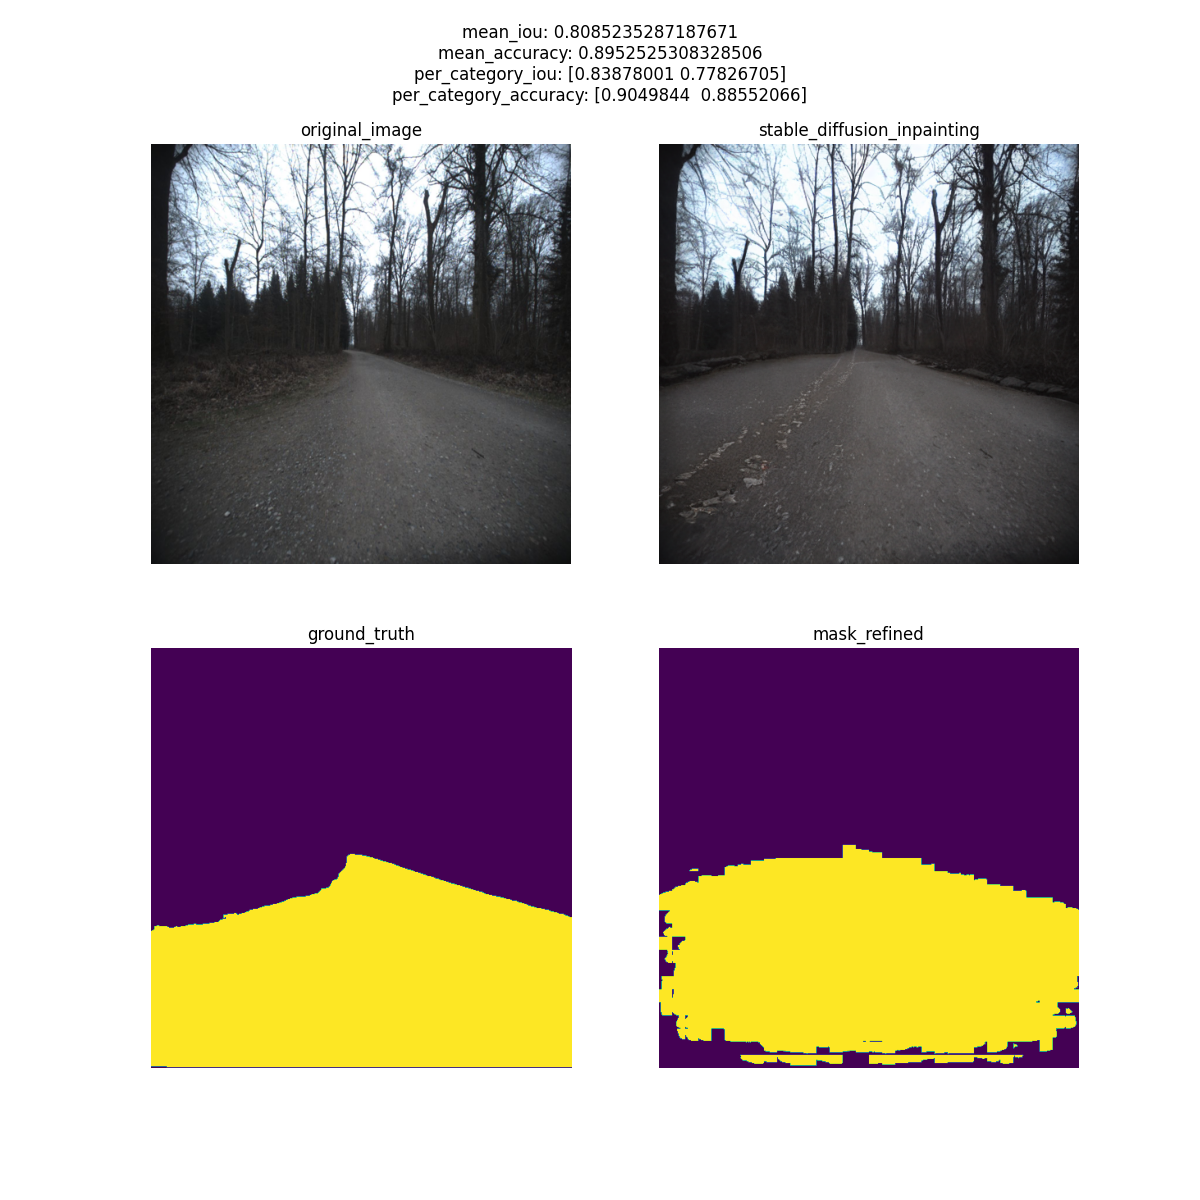 mean_iou: 0.8085235287187671
mean_accuracy: 0.8952525308328506
per_category_iou: [0.83878001 0.77826705]
per_category_accuracy: [0.9049844  0.88552066]
original_image
stable_diffusion_inpainting
ground_truth
mask_refined